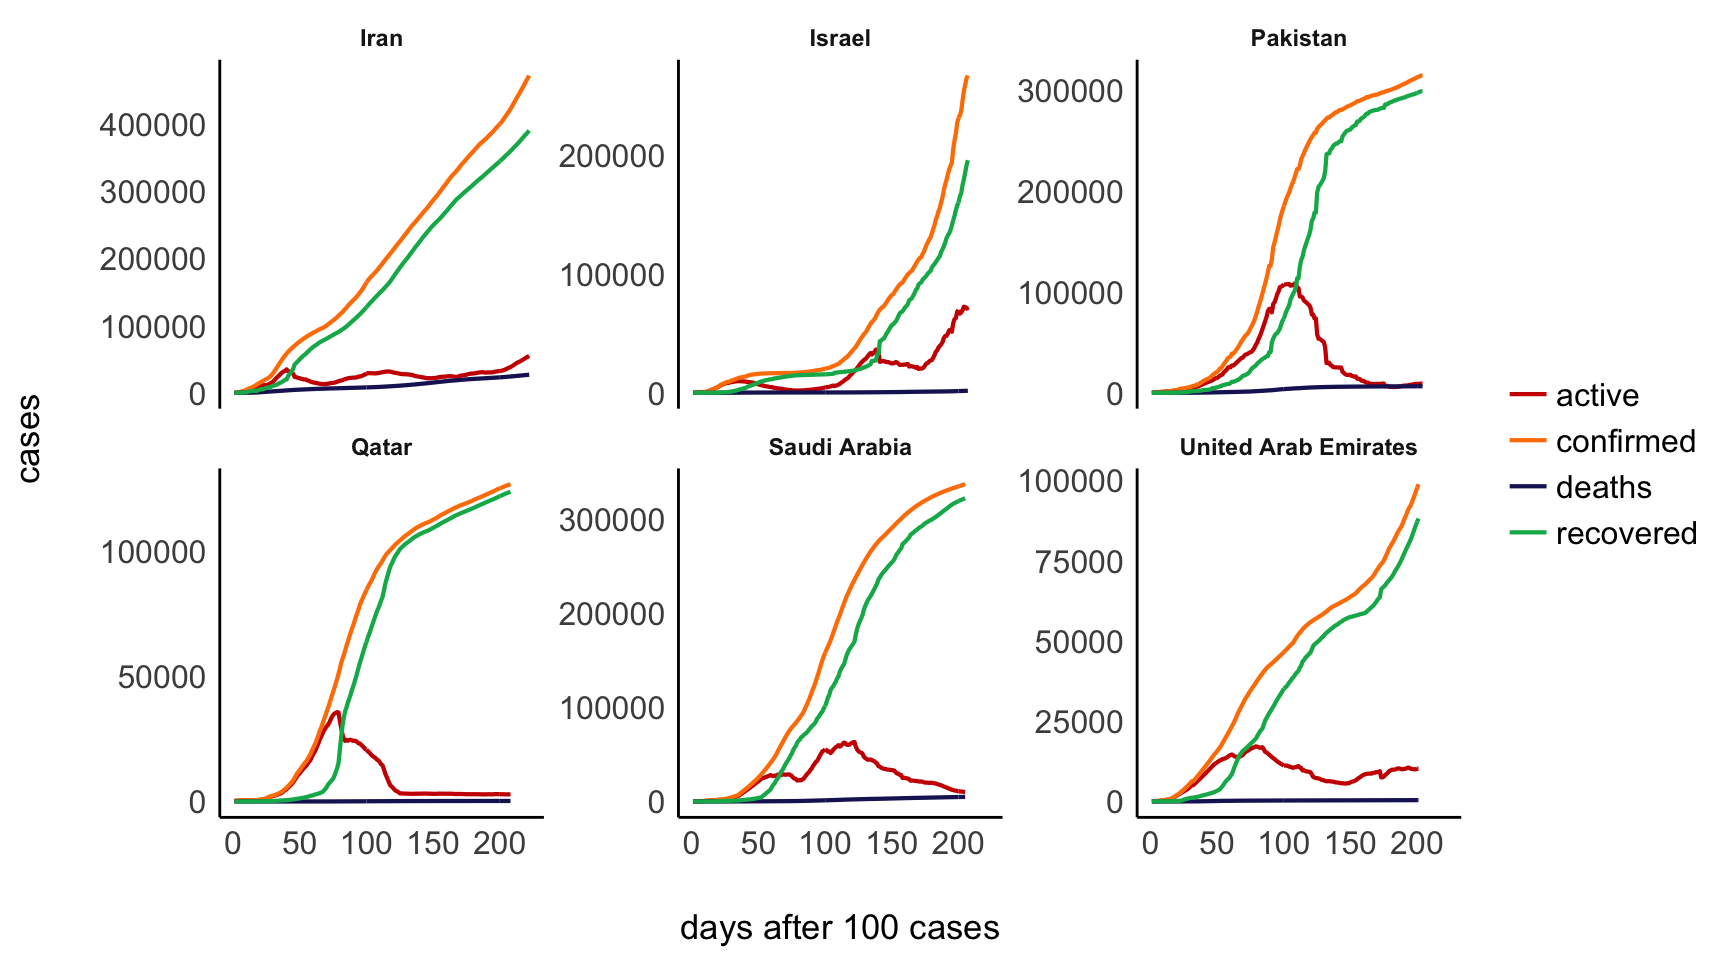 Iran
Israel
Pakistan
400000
300000
200000
100000
0
200000
100000
0
300000
200000
100000
0
cases
Qatar
Saudi Arabia
United Arab Emirates
100000
50000
0
300000
200000
100000
0
100000
75000
50000
25000
0
0 50 100 150 200
0 50 100 150 200
0 50 100 150 200
days after 100 cases
active
confirmed
deaths
recovered